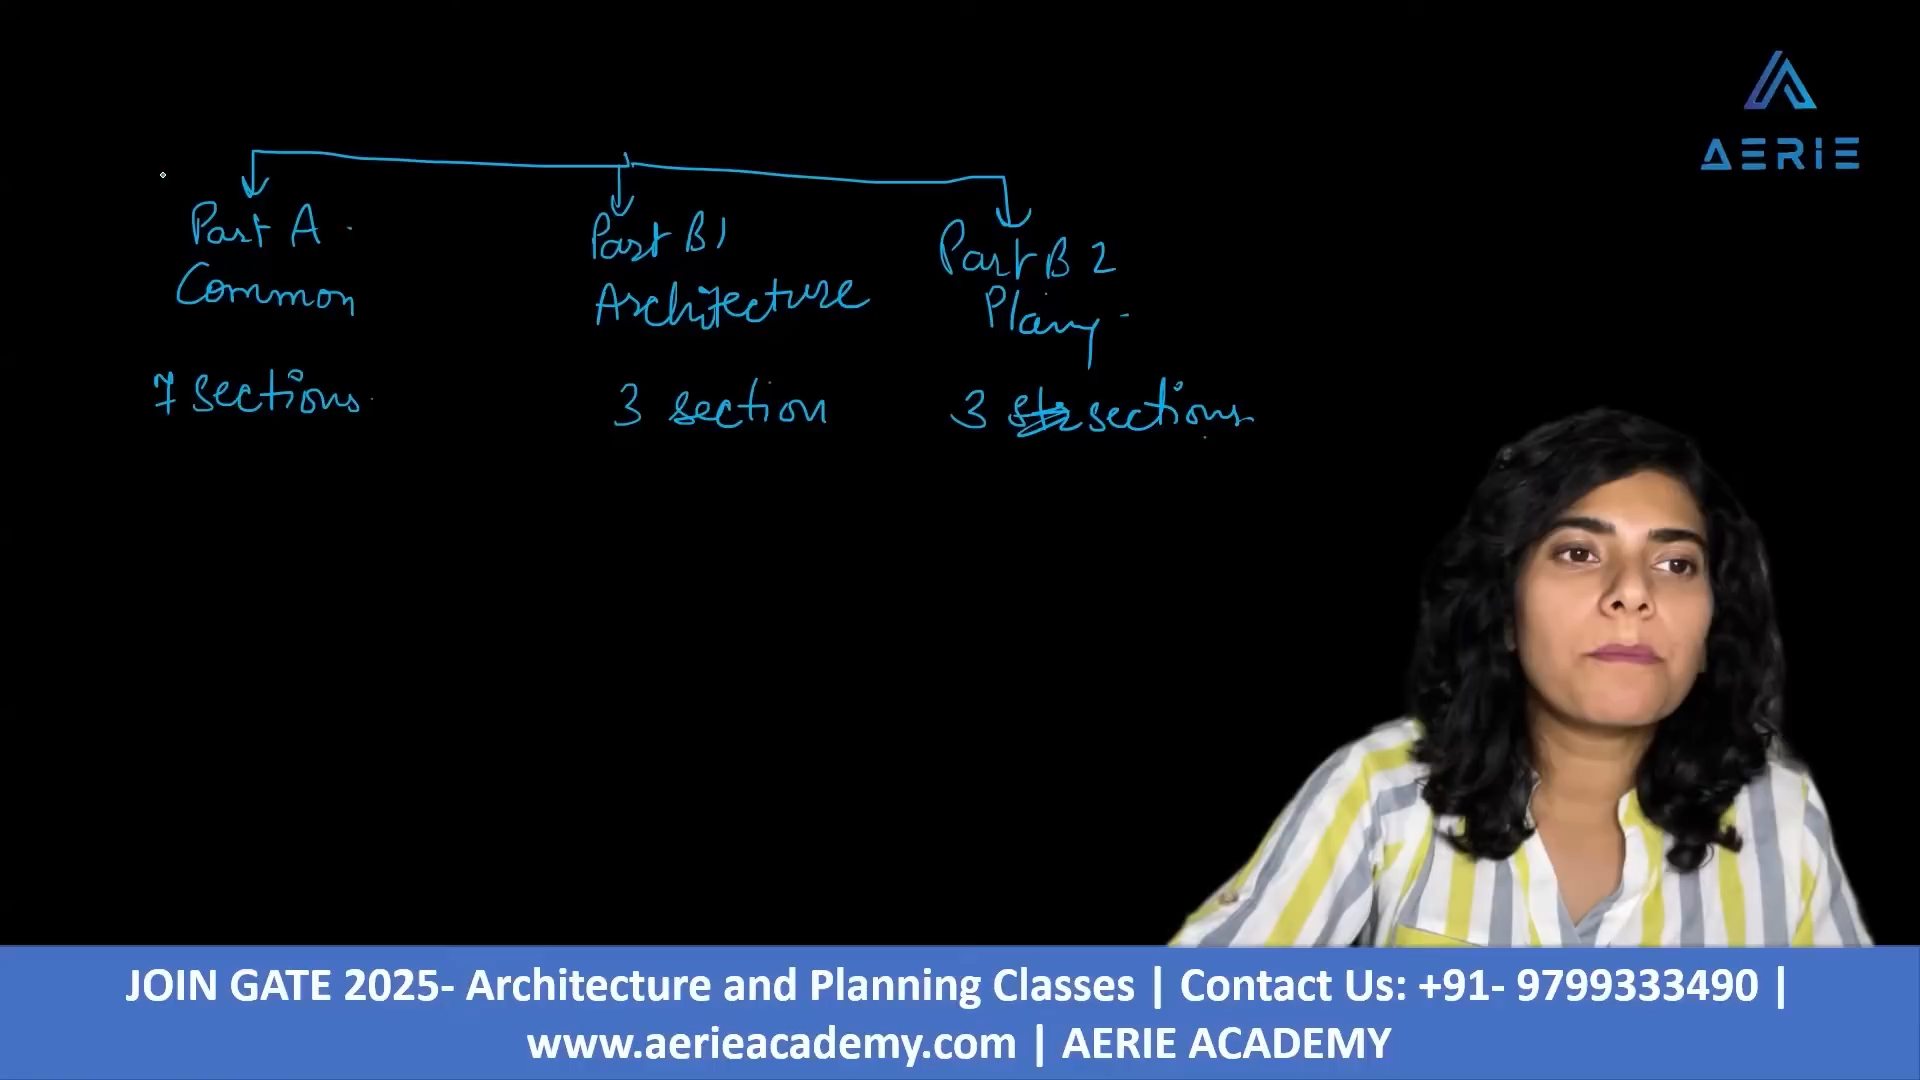 AERIE
Part A
Common
7 sections
Part B1
Architecture
3 section
Part B 2
3 sections
JOIN GATE 2025- Architecture and Planning Classes | Contact Us: +91- 9799333490 |
www.aerieacademy.com | AERIE ACADEMY